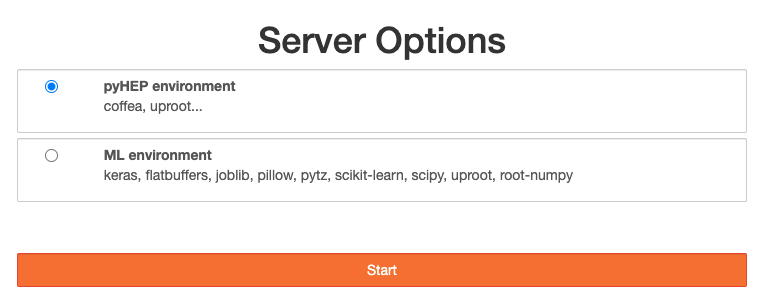 Server Options
pyHEP environment
coffea, uproot...
ML environment
keras, flatbuffers, joblib, pillow, pytz, scikit-learn, scipy, uproot, root-numpy
Start